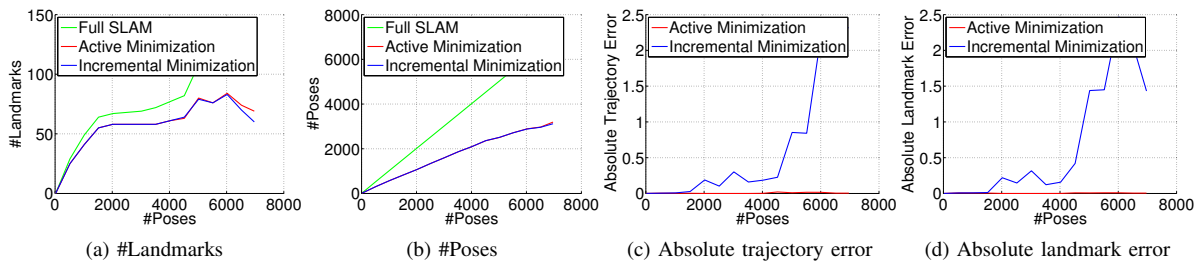 150
100
50
0
#Landmarks
Full SLAM
Active Minimization
Incremental Minimization
0 2000 4000 6000 8000
#Poses
(a) #Landmarks
8000
6000
4000
2000
0
#Poses
Full SLAM
Active Minimization
Incremental Minimization
0 2000 4000 6000 8000
#Poses
(b) #Poses
2.5
2
1.5
1
0.5
0
Absolute Trajectory Error
Active Minimization
Incremental Minimization
0 2000 4000 6000 8000
#Poses
(c) Absolute trajectory error
2.5
2
1.5
1
0.5
0
Absolute Landmark Error
Active Minimization
Incremental Minimization
0 2000 4000 6000 8000
#Poses
(d) Absolute landmark error